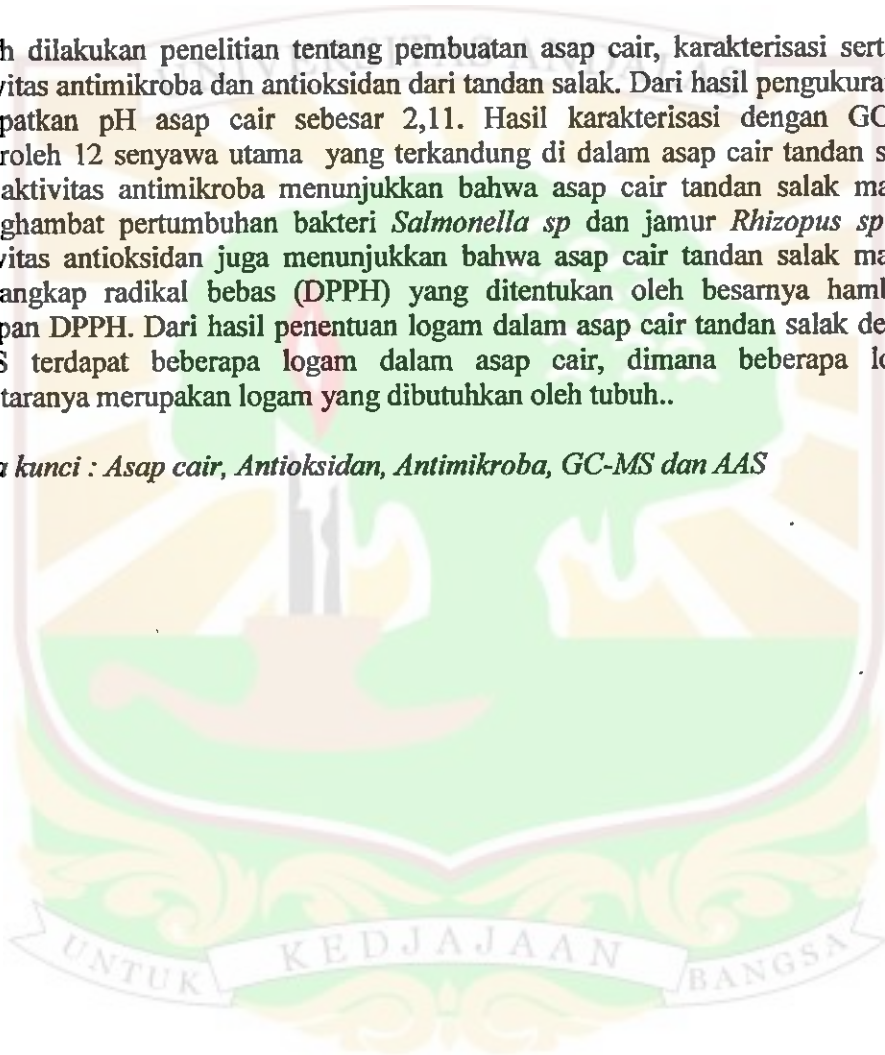 UNIVERSITAS ANDALAS
h dilakukan penelitian tentang pembuatan asap cair, karakterisasi sert
vitas antimikroba dan antioksidan dari tandan salak. Dari hasil pengukura
patkan pH asap cair sebesar 2,11. Hasil karakterisasi dengan GC
roleh 12 senyawa utama yang terkandung di dalam asap cair tandan s
aktivitas antimikroba menunjukkan bahwa asap cair tandan salak ma
ghambat pertumbuhan bakteri Salmonella sp dan jamur Rhizopus sp
vitas antioksidan juga menunjukkan bahwa asap cair tandan salak ma
angkap radikal bebas (DPPH) yang ditentukan oleh besarnya hamb
pan DPPH. Dari hasil penentuan logam dalam asap cair tandan salak de
S terdapat beberapa logam dalam asap cair, dimana beberapa lo
taranya merupakan logam yang dibutuhkan oleh tubuh..
a kunci : Asap cair, Antioksidan, Antimikroba, GC-MS dan AAS
UNTUK KEDJAJAAN BANGSA